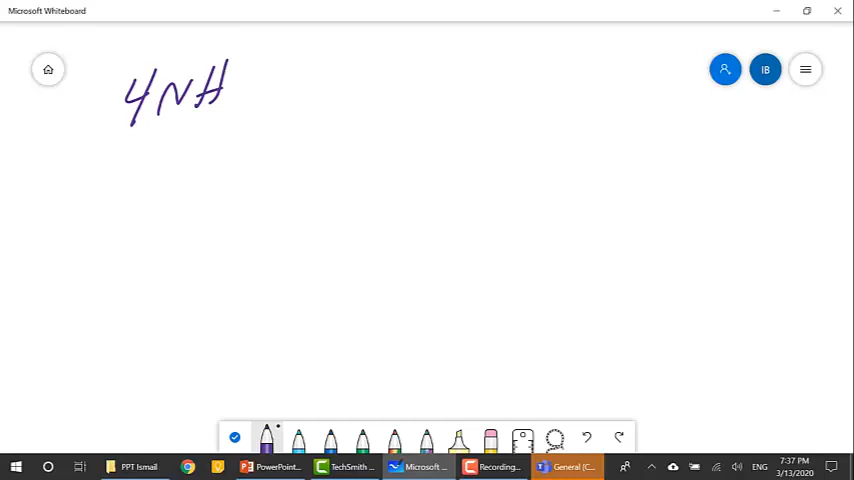 Microsoft Whiteboard
4NH
IB
PPT Ismail
PowerPoint...
TechSmith ...
Microsoft ...
Recording...
General (C...
ENG
7:37 PM
3/13/2020